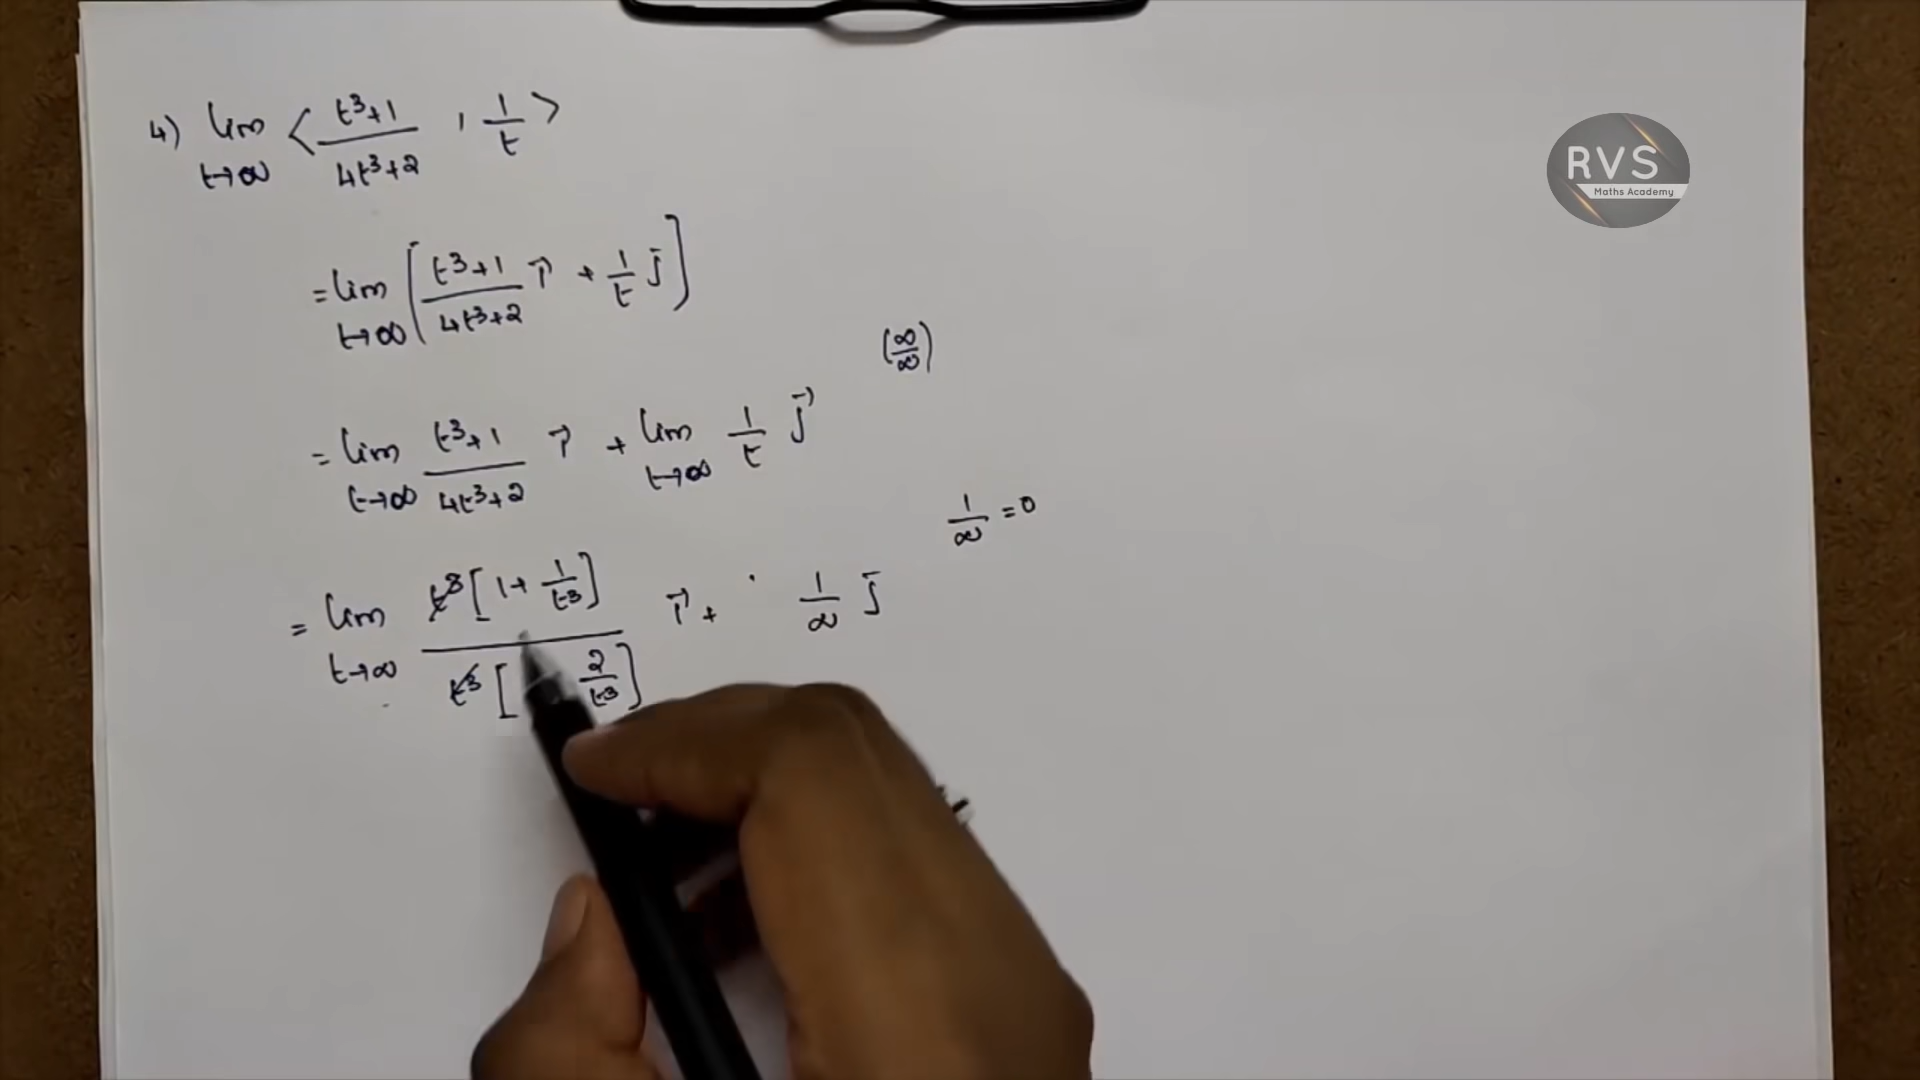 4) lim t→∞ < t³+1 / 4t³+2 , 1/t >
= lim t→∞ [ t³+1 / 4t³+2 i⃗ + 1/t j⃗ ]
(∞/∞)
= lim t→∞ t³+1 / 4t³+2 i⃗ + lim t→∞ 1/t j⃗
1/∞ = 0
= lim t→∞ t³[1+ 1/t³] / t³[ 2/t³] i⃗ + 1/∞ j⃗
RVS
Maths Academy